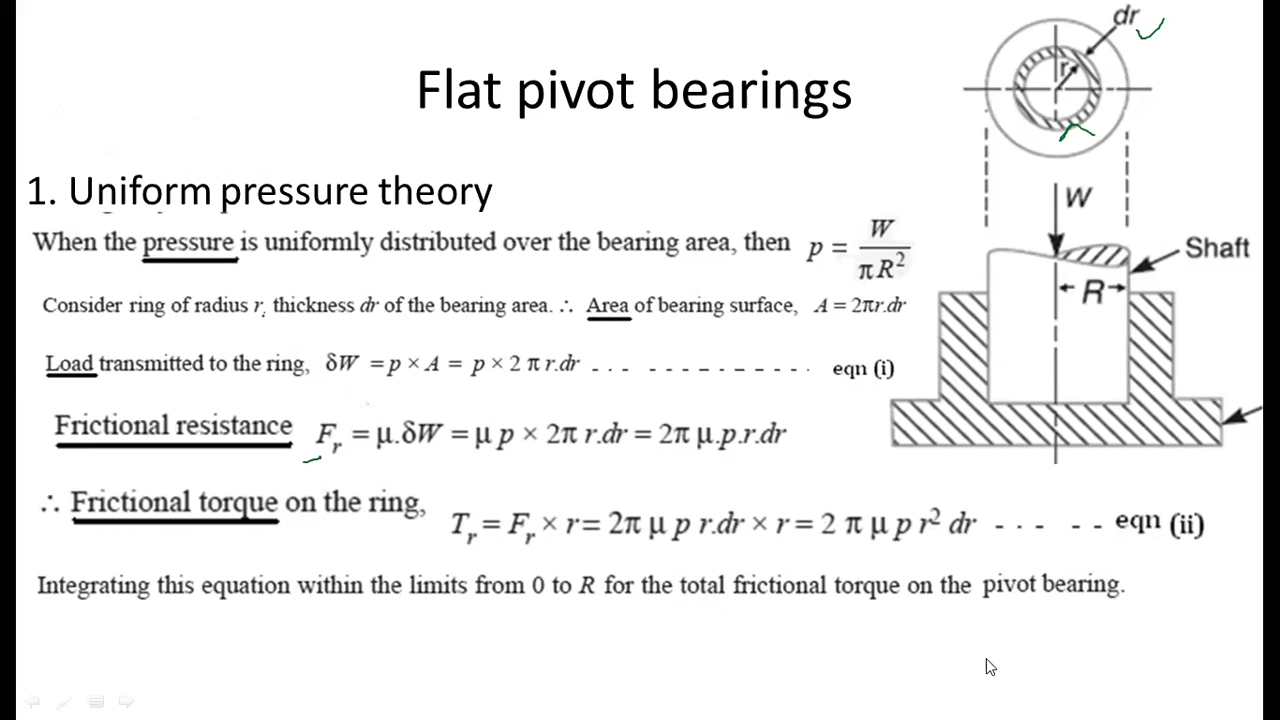 Flat pivot bearings
1. Uniform pressure theory
When the pressure is uniformly distributed over the bearing area, then p = W / πR²
Consider ring of radius r, thickness dr of the bearing area. ∴ Area of bearing surface, A = 2πr.dr
Load transmitted to the ring, δW = p × A = p × 2 π r.dr - - - - - - - - - - - - - - eqn (i)
Frictional resistance Fr = μ.δW = μ p × 2π r.dr = 2π μ.p.r.dr
∴ Frictional torque on the ring, Tr = Fr × r = 2π μ p r.dr × r = 2 π μ p r² dr - - - - - eqn (ii)
Integrating this equation within the limits from 0 to R for the total frictional torque on the pivot bearing.
dr
r
W
Shaft
R